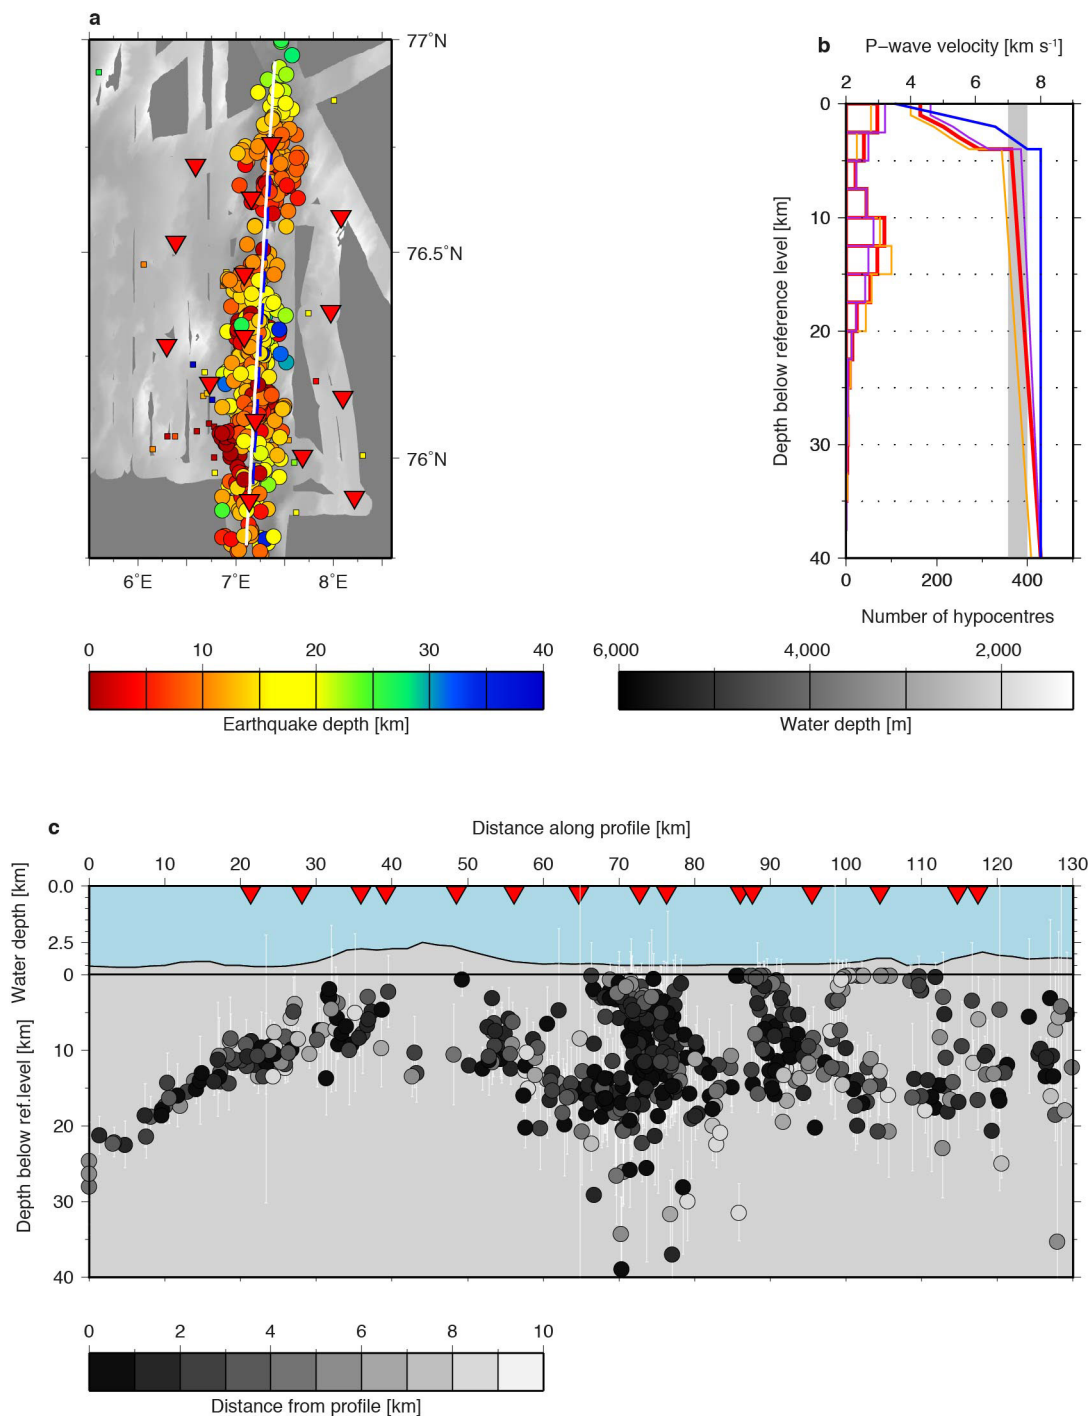 a
77°N
76.5°N
76°N
6°E 7°E 8°E
b P–wave velocity [km s⁻¹]
2 4 6 8
0
10
20
30
40
Depth below reference level [km]
0 200 400
Number of hypocentres
0 10 20 30 40
Earthquake depth [km]
6,000 4,000 2,000
Water depth [m]
c Distance along profile [km]
0 10 20 30 40 50 60 70 80 90 100 110 120 130
Water depth [km]
0.0
2.5
Depth below ref.level [km]
0
10
20
30
40
0 2 4 6 8 10
Distance from profile [km]